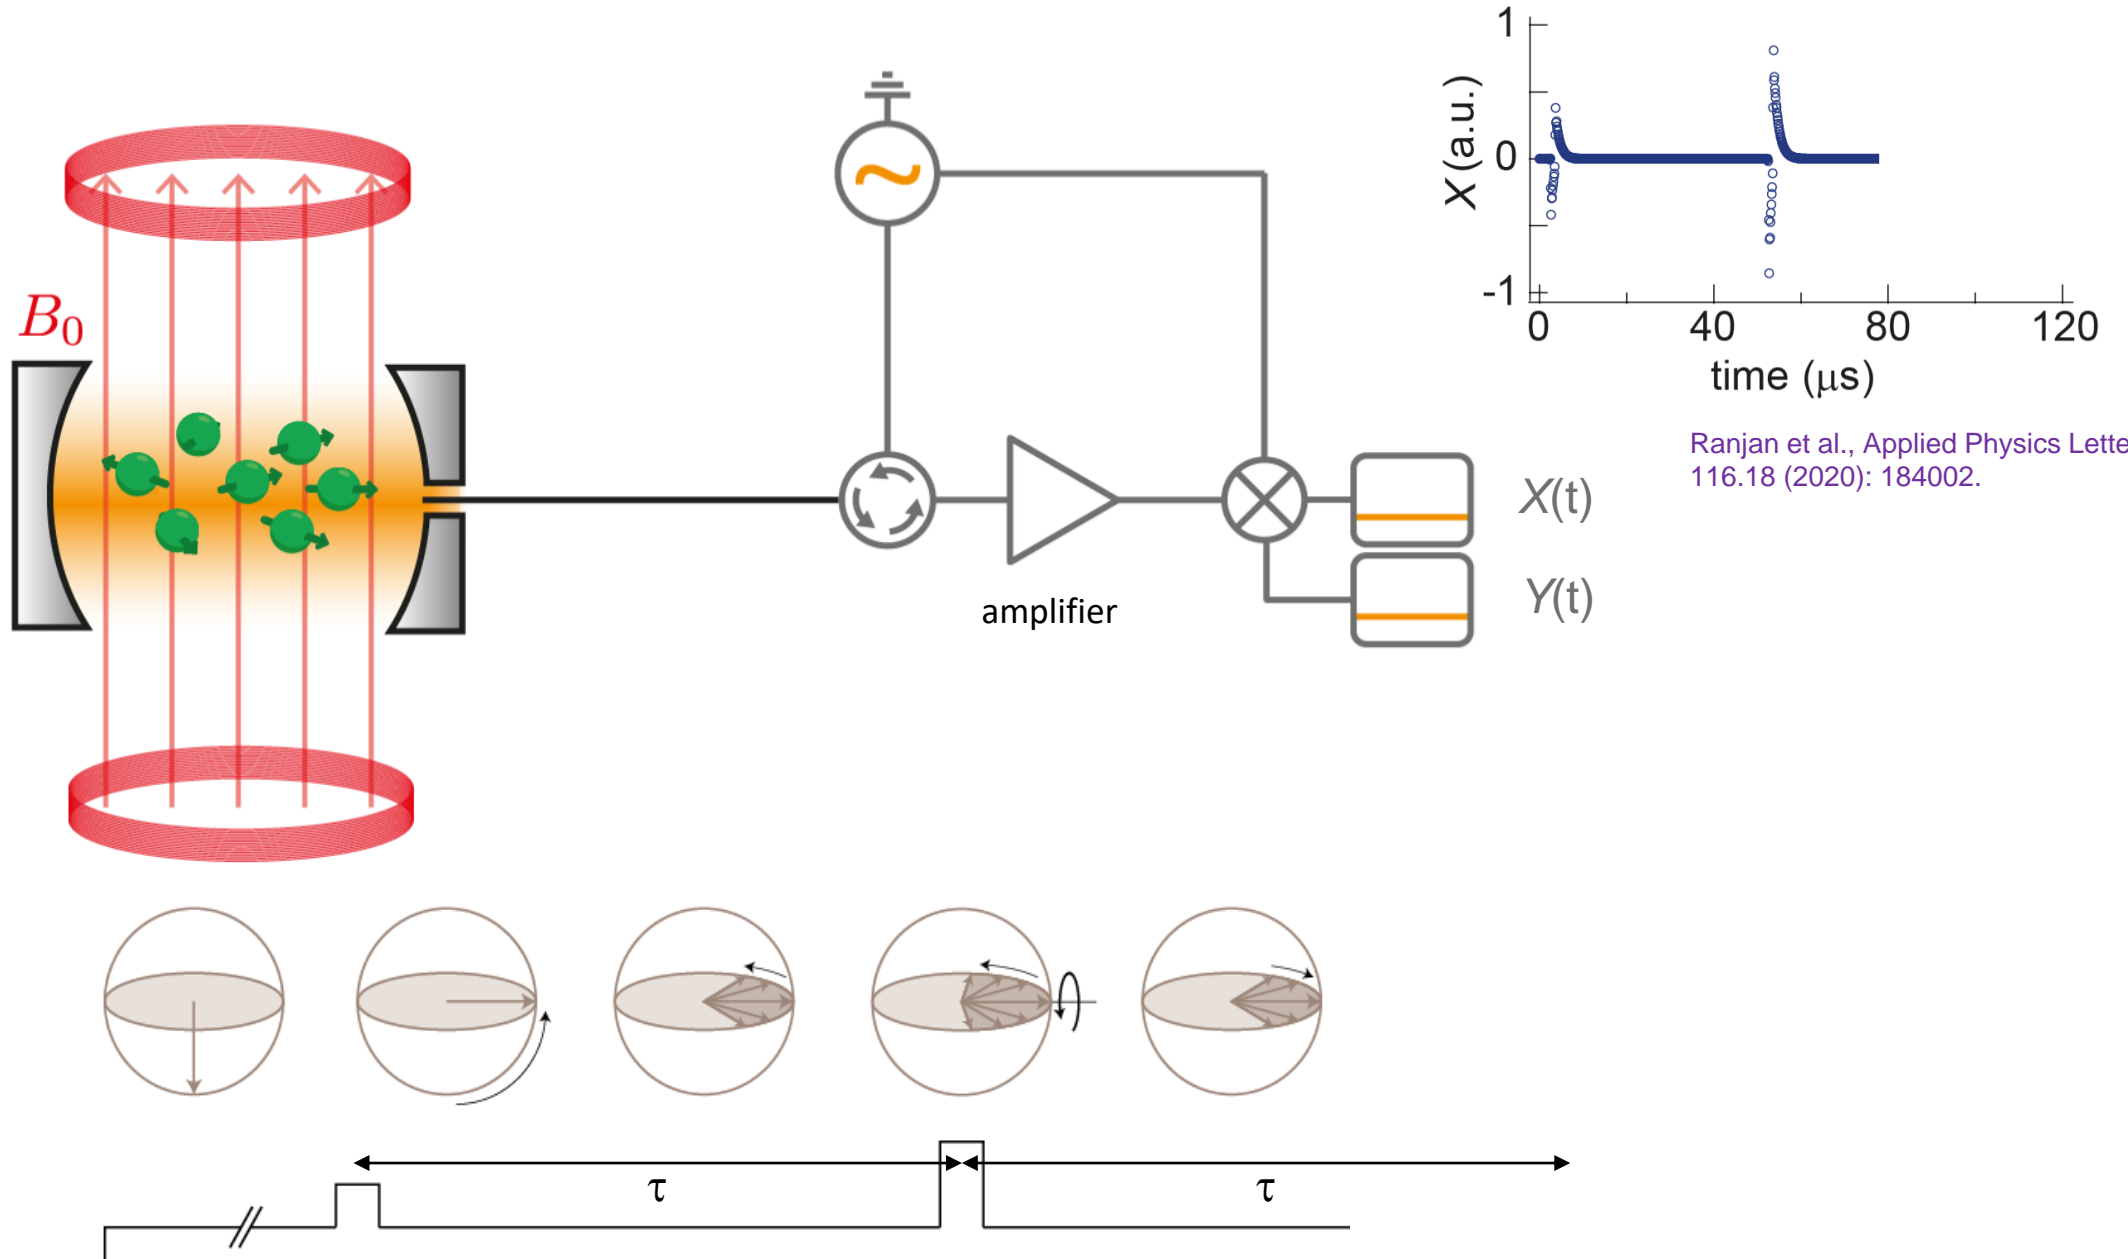 1
0
-1
X (a.u.)
0 40 80 120
time (μs)
B0
Ranjan et al., Applied Physics Lette
116.18 (2020): 184002.
X(t)
Y(t)
amplifier
τ τ